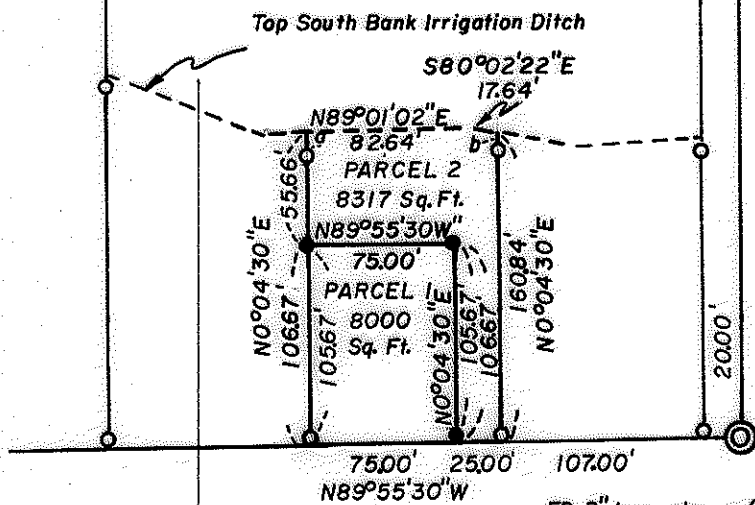 Top South Bank Irrigation Ditch
S80°02'22"E
17.64'
N89°01'02"E
a
82.64'
b
PARCEL 2
8317 Sq. Ft.
55.66'
N89°55'30W"
75.00'
PARCEL 1
8000
Sq. Ft.
N0°04'30"E
106.67'
105.67'
N0°04'30"E
105.67'
106.67'
160.84'
N0°04'30"E
20.00'
75.00' 25.00' 107.00'
N89°55'30"W